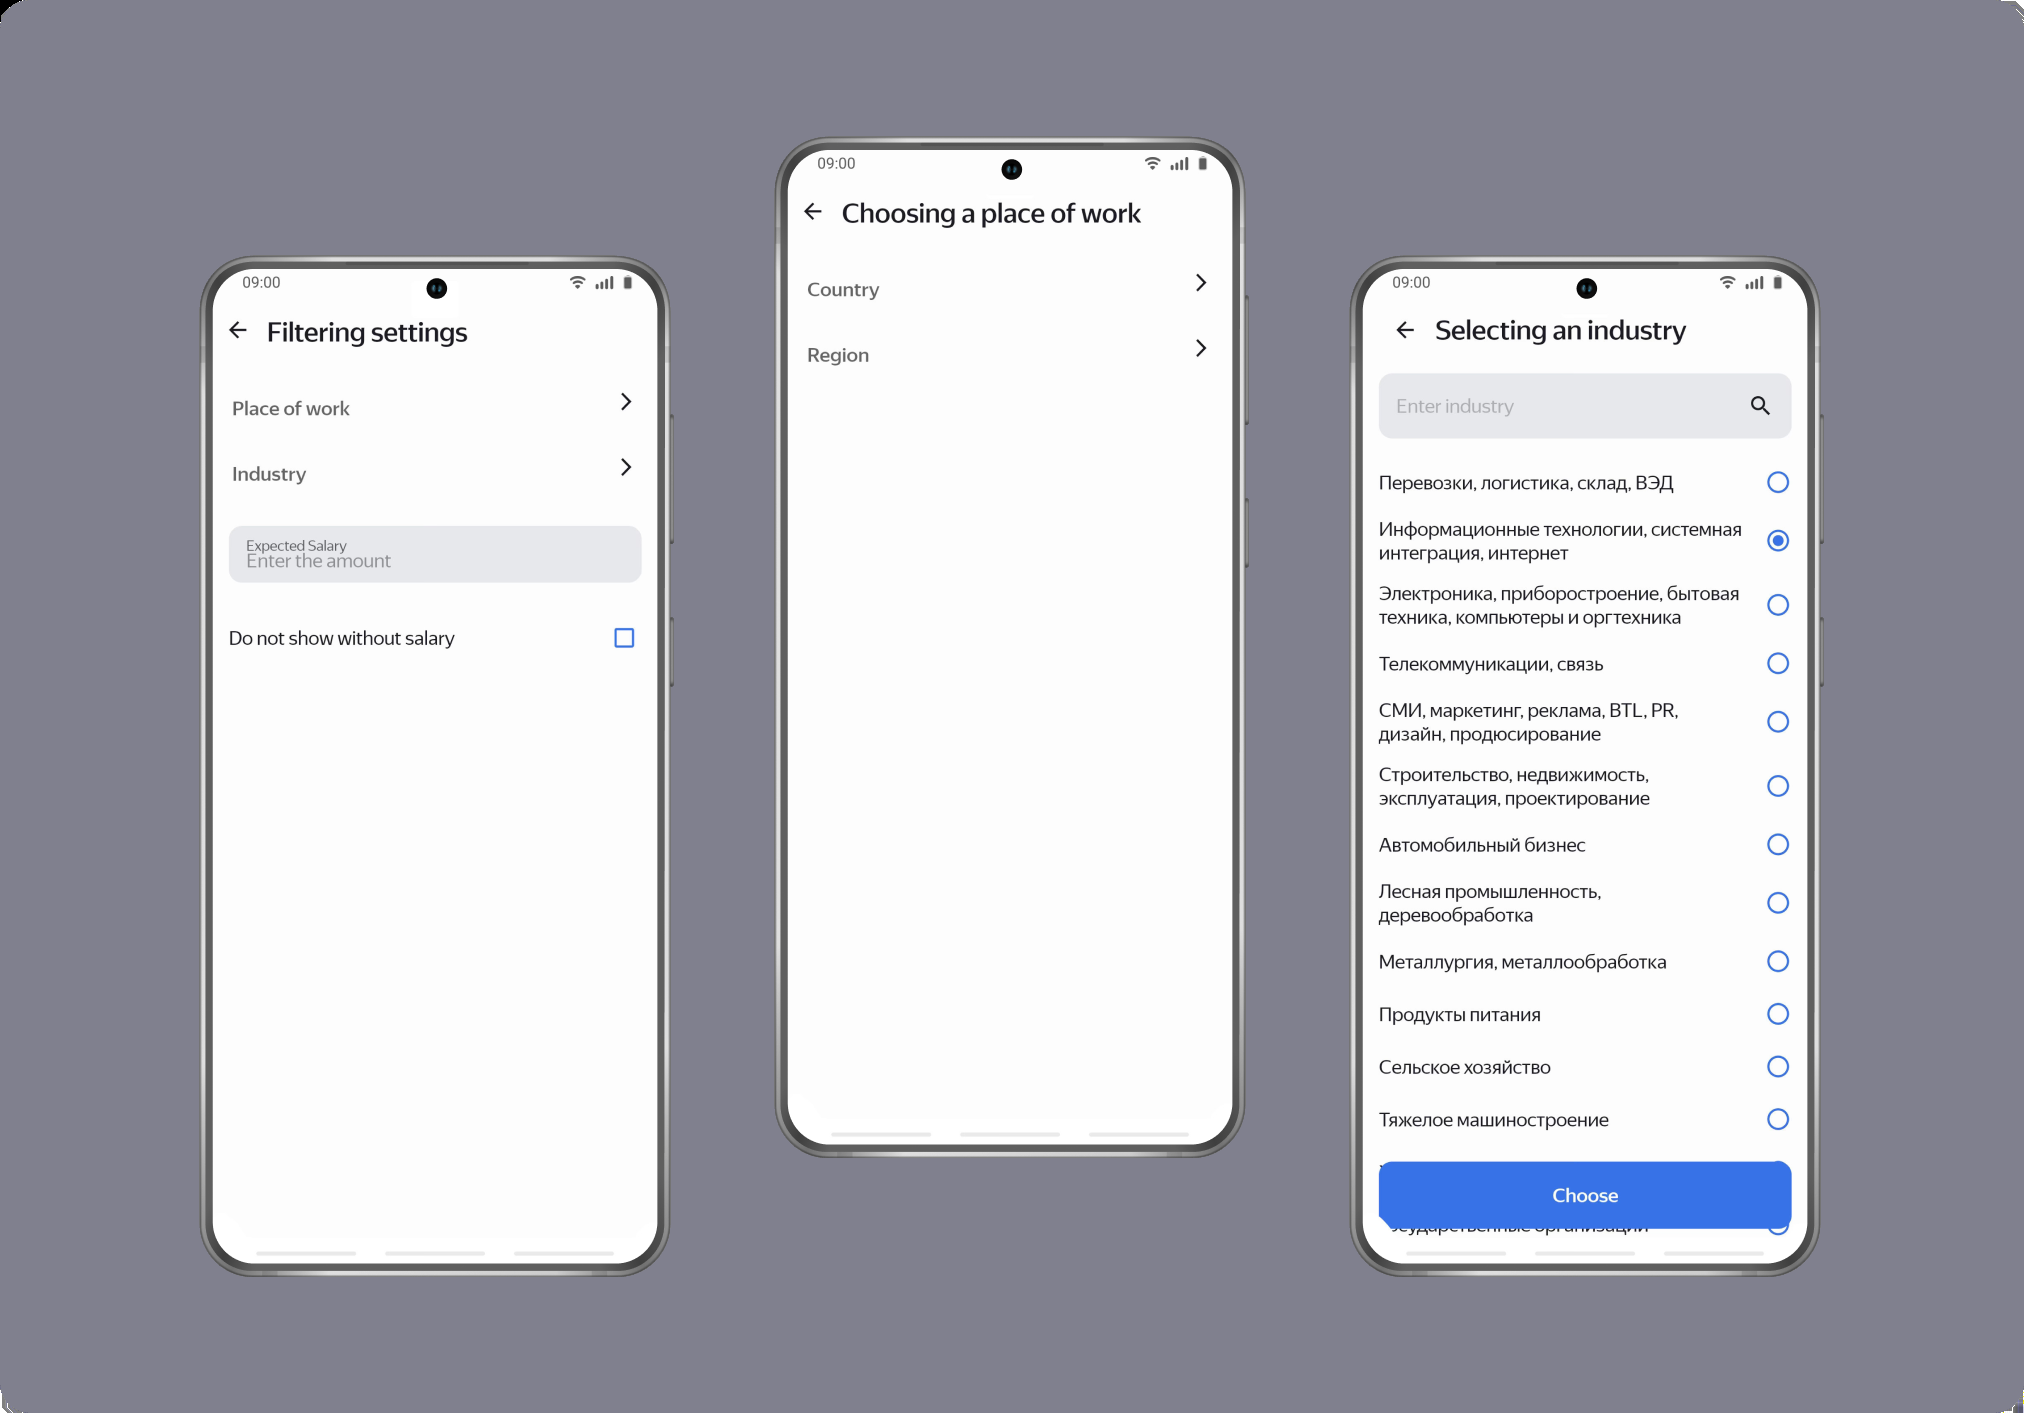 09:00
Filtering settings
Place of work
Industry
Expected Salary
Enter the amount
Do not show without salary
09:00
Choosing a place of work
Country
Region
09:00
Selecting an industry
Enter industry
Перевозки, логистика, склад, ВЭД
Информационные технологии, системная
интеграция, интернет
Электроника, приборостроение, бытовая
техника, компьютеры и оргтехника
Телекоммуникации, связь
СМИ, маркетинг, реклама, BTL, PR,
дизайн, продюсирование
Строительство, недвижимость,
эксплуатация, проектирование
Автомобильный бизнес
Лесная промышленность,
деревообработка
Металлургия, металлообработка
Продукты питания
Сельское хозяйство
Тяжелое машиностроение
Choose